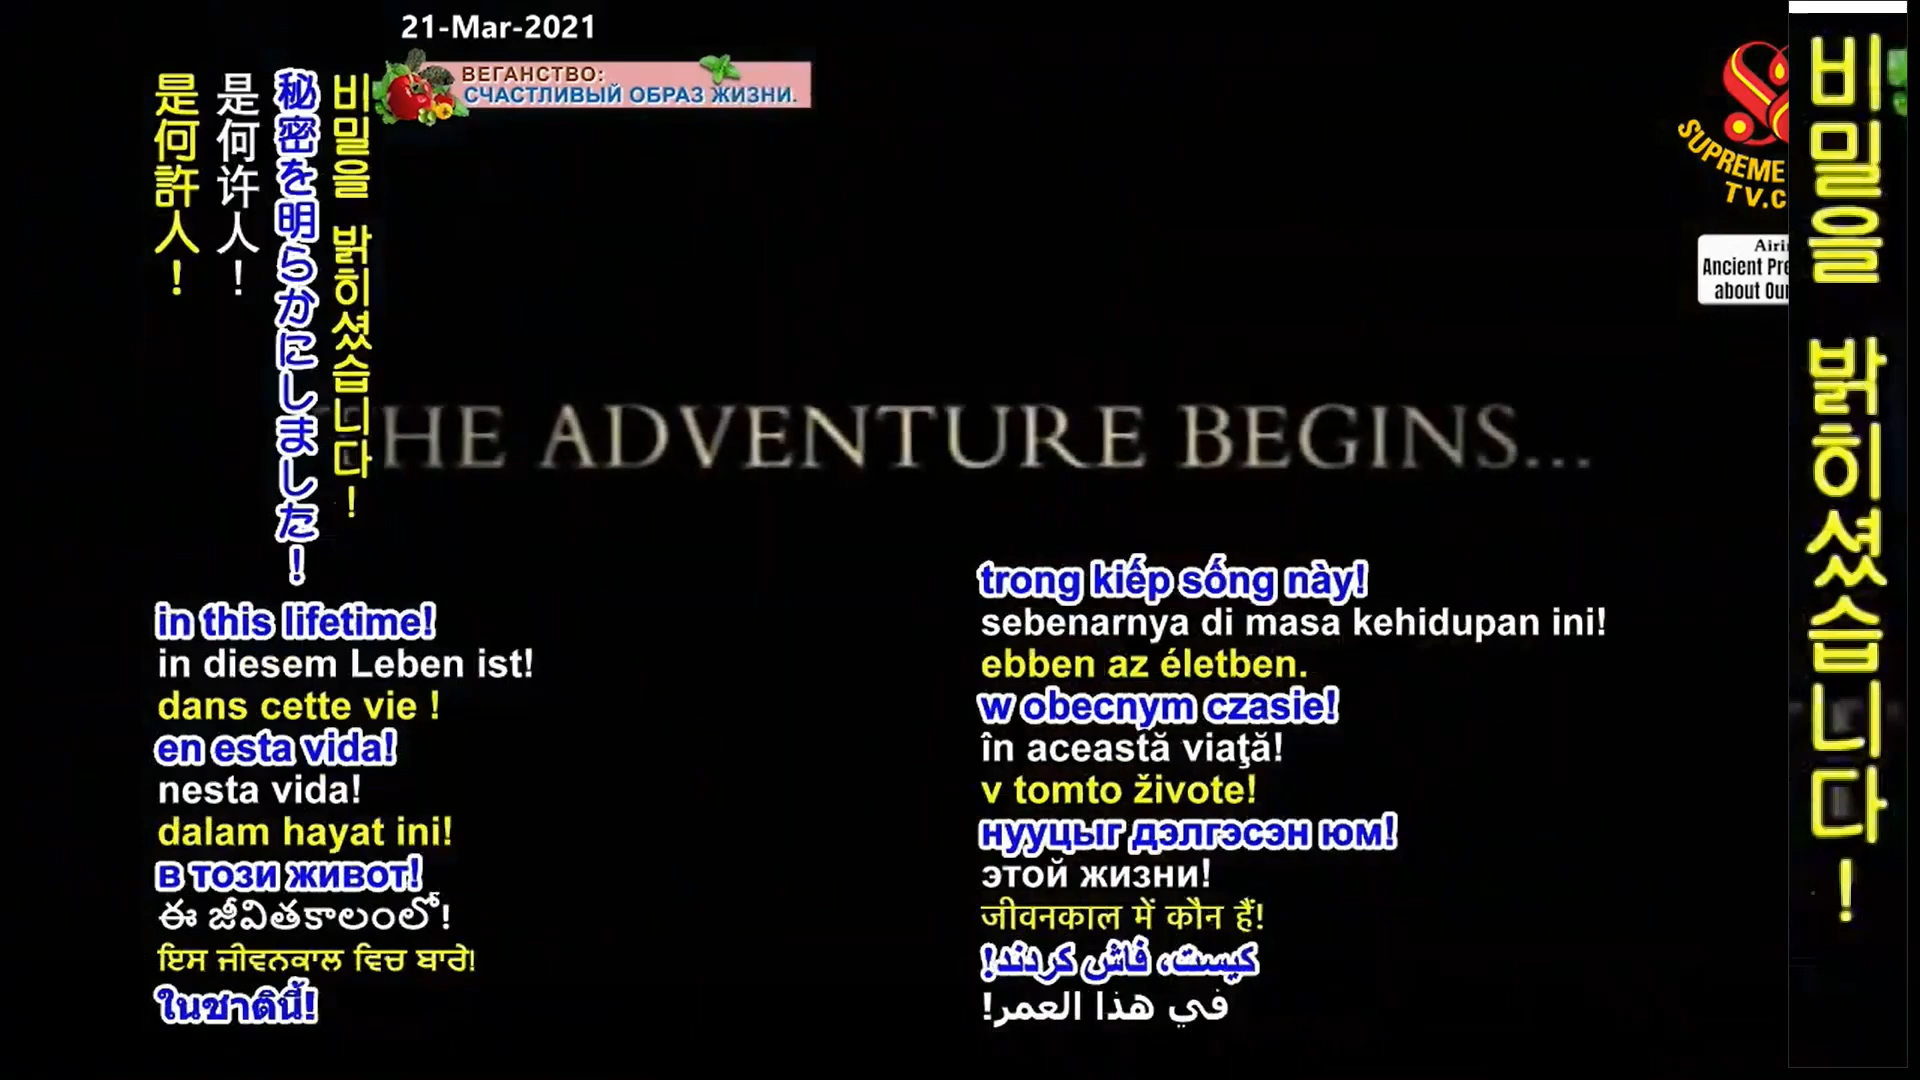 21-Mar-2021
ВЕГАНСТВО:
СЧАСТЛИВЫЙ ОБРАЗ ЖИЗНИ.
是何許人！
是何许人！
秘密を明らかにしました！
비밀을 밝히셨습니다！
SUPREME
TV.C
Airi
Ancient Pre
about Our
비밀을 밝히셨습니다！
THE ADVENTURE BEGINS...
in this lifetime!
in diesem Leben ist!
dans cette vie !
en esta vida!
nesta vida!
dalam hayat ini!
в този живот!
ఈ జీవితకాలంలో!
ਇਸ ਜੀਵਨਕਾਲ ਵਿਚ ਬਾਰੇ!
ในชาตินี้!
trong kiếp sống này!
sebenarnya di masa kehidupan ini!
ebben az életben.
w obecnym czasie!
în această viaţă!
v tomto živote!
нууцыг дэлгэсэн юм!
этой жизни!
जीवनकाल में कौन हैं!
کیست، فاش کردند!
في هذا العمر!